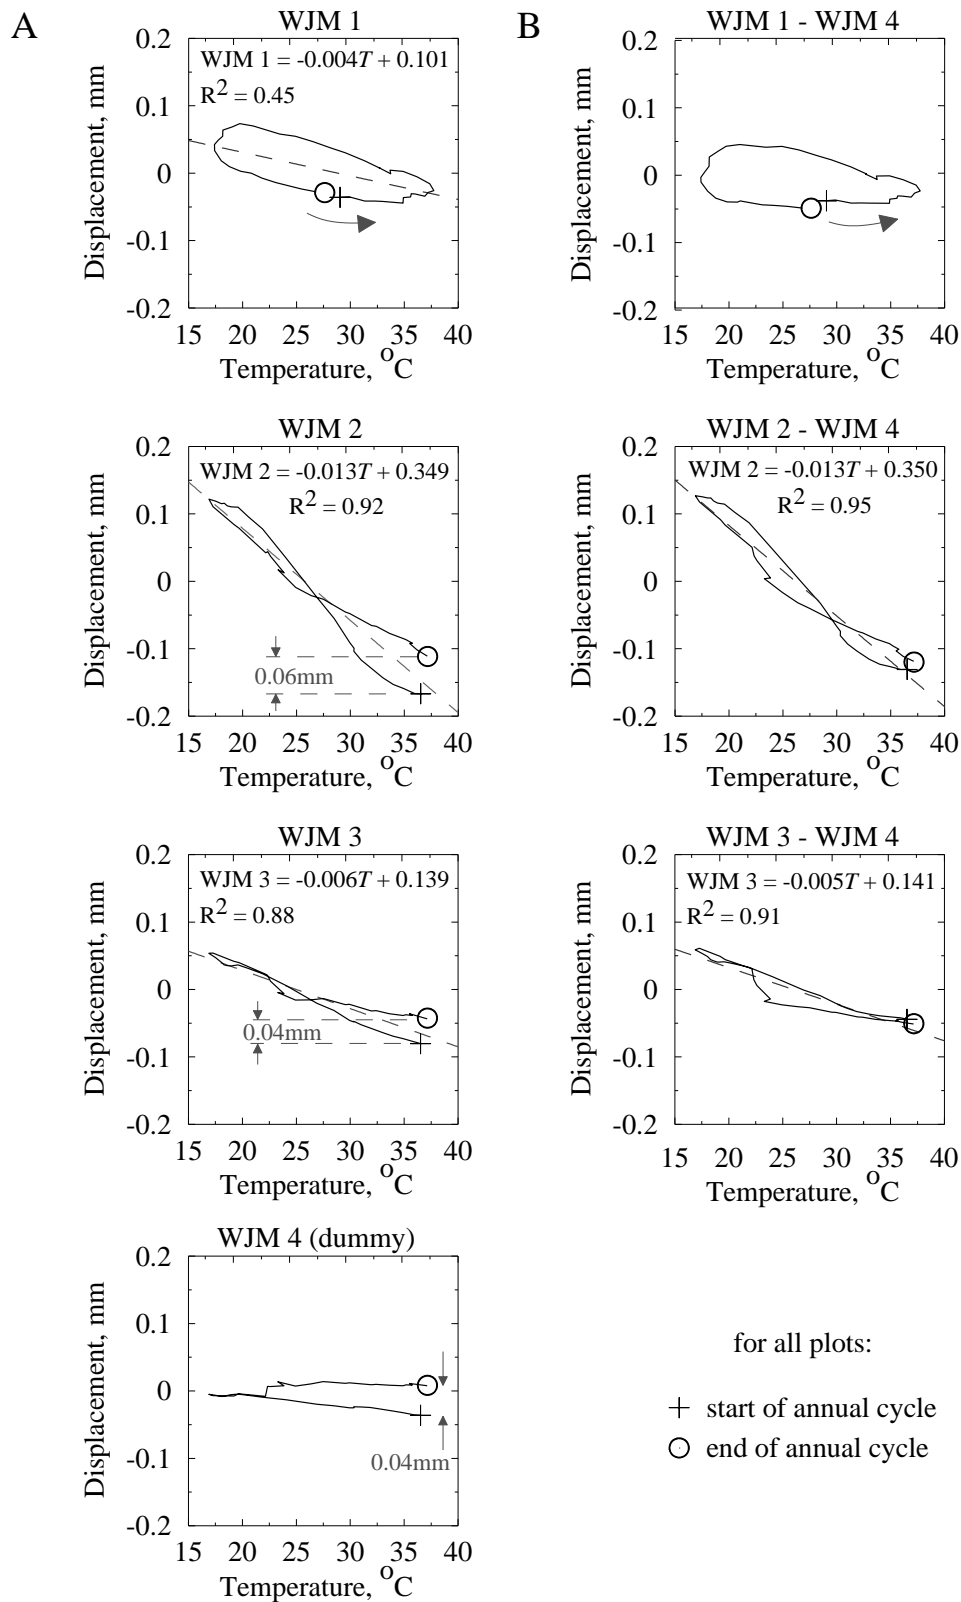 A
WJM 1
WJM 1 = -0.004T + 0.101
R2 = 0.45
Displacement, mm
0.2
0.1
0
-0.1
-0.2
15 20 25 30 35 40
Temperature, oC
B
WJM 1 - WJM 4
Displacement, mm
0.2
0.1
0
-0.1
-0.2
15 20 25 30 35 40
Temperature, oC
WJM 2
WJM 2 = -0.013T + 0.349
R2 = 0.92
0.06mm
Displacement, mm
0.2
0.1
0
-0.1
-0.2
15 20 25 30 35 40
Temperature, oC
WJM 2 - WJM 4
WJM 2 = -0.013T + 0.350
R2 = 0.95
Displacement, mm
0.2
0.1
0
-0.1
-0.2
15 20 25 30 35 40
Temperature, oC
WJM 3
WJM 3 = -0.006T + 0.139
R2 = 0.88
0.04mm
Displacement, mm
0.2
0.1
0
-0.1
-0.2
15 20 25 30 35 40
Temperature, oC
WJM 3 - WJM 4
WJM 3 = -0.005T + 0.141
R2 = 0.91
Displacement, mm
0.2
0.1
0
-0.1
-0.2
15 20 25 30 35 40
Temperature, oC
WJM 4 (dummy)
0.04mm
Displacement, mm
0.2
0.1
0
-0.1
-0.2
15 20 25 30 35 40
Temperature, oC
for all plots:
start of annual cycle
end of annual cycle